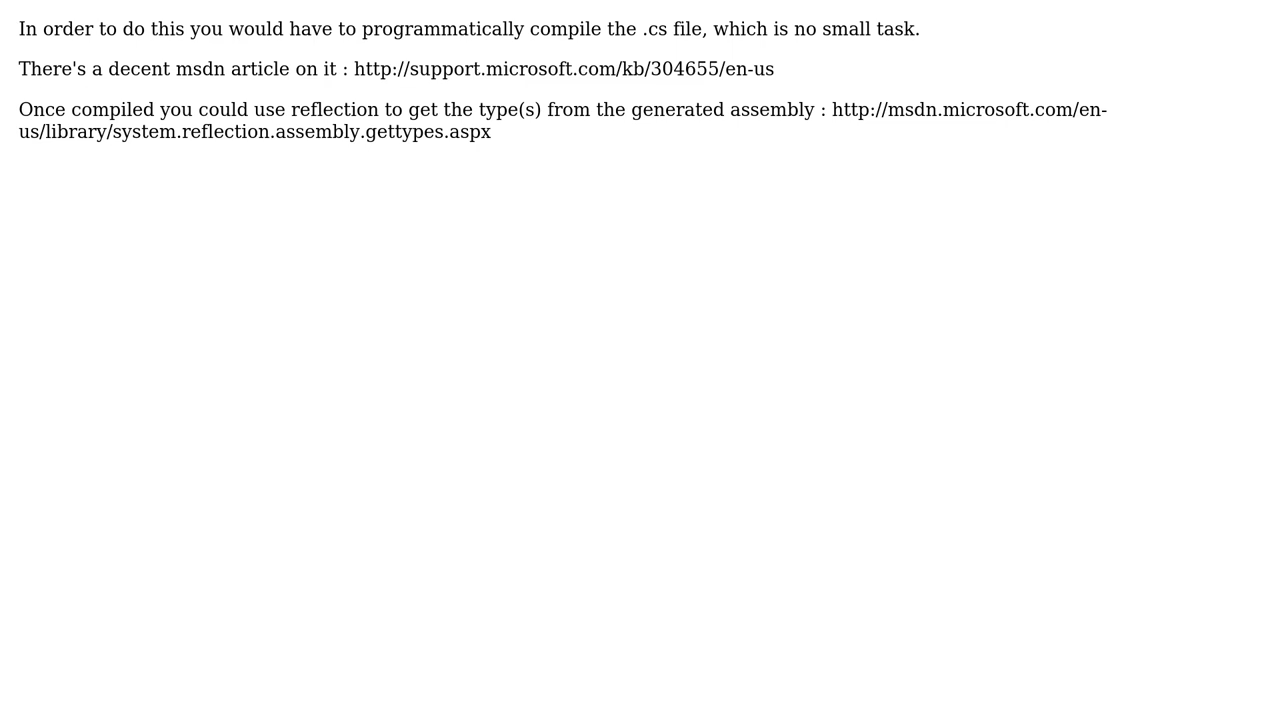 In order to do this you would have to programmatically compile the .cs file, which is no small task.
There's a decent msdn article on it : http://support.microsoft.com/kb/304655/en-us
Once compiled you could use reflection to get the type(s) from the generated assembly : http://msdn.microsoft.com/en-
us/library/system.reflection.assembly.gettypes.aspx